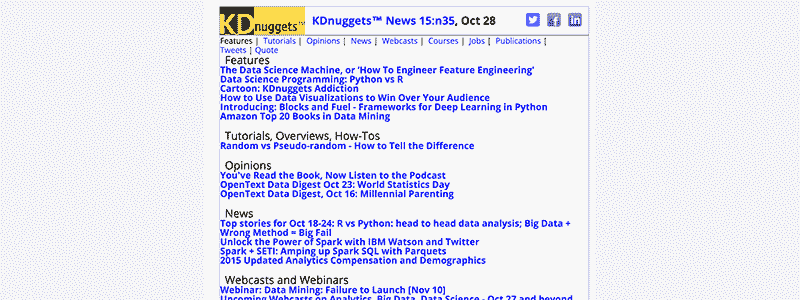 KDnuggets™
KDnuggets™ News 15:n35, Oct 28
Features | Tutorials | Opinions | News | Webcasts | Courses | Jobs | Publications |
Tweets | Quote
Features
The Data Science Machine, or 'How To Engineer Feature Engineering'
Data Science Programming: Python vs R
Cartoon: KDnuggets Addiction
How to Use Data Visualizations to Win Over Your Audience
Introducing: Blocks and Fuel - Frameworks for Deep Learning in Python
Amazon Top 20 Books in Data Mining
Tutorials, Overviews, How-Tos
Random vs Pseudo-random - How to Tell the Difference
Opinions
You've Read the Book, Now Listen to the Podcast
OpenText Data Digest Oct 23: World Statistics Day
OpenText Data Digest, Oct 16: Millennial Parenting
News
Top stories for Oct 18-24: R vs Python: head to head data analysis; Big Data +
Wrong Method = Big Fail
Unlock the Power of Spark with IBM Watson and Twitter
Spark + SETI: Amping up Spark SQL with Parquets
2015 Updated Analytics Compensation and Demographics
Webcasts and Webinars
Webinar: Data Mining: Failure to Launch [Nov 10]
Upcoming Webcasts on Analytics, Big Data, Data Science - Oct 27 and beyond